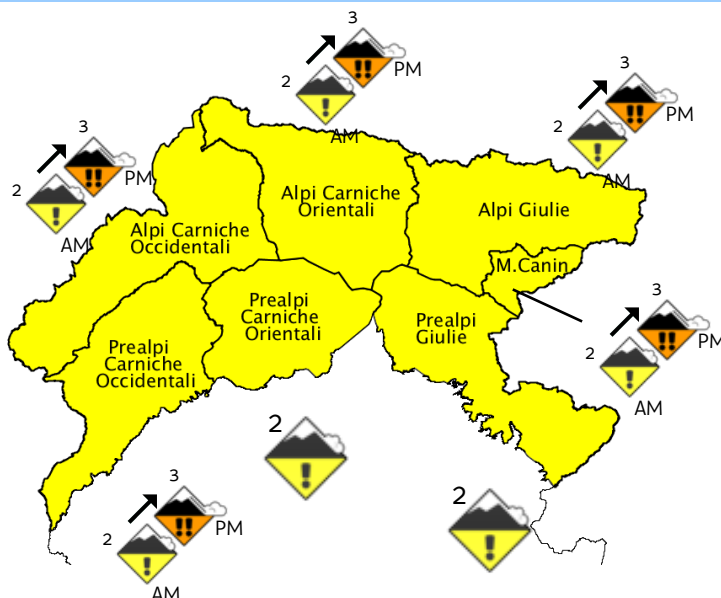 3
2
PM
AM
3
2
PM
AM
3
2
PM
AM
Alpi Carniche
Orientali
Alpi Giulie
Alpi Carniche
Occidentali
M.Canin
Prealpi
Carniche
Orientali
Prealpi
Giulie
Prealpi
Carniche
Occidentali
3
2
PM
AM
2
!
3
2
PM
AM
2
!